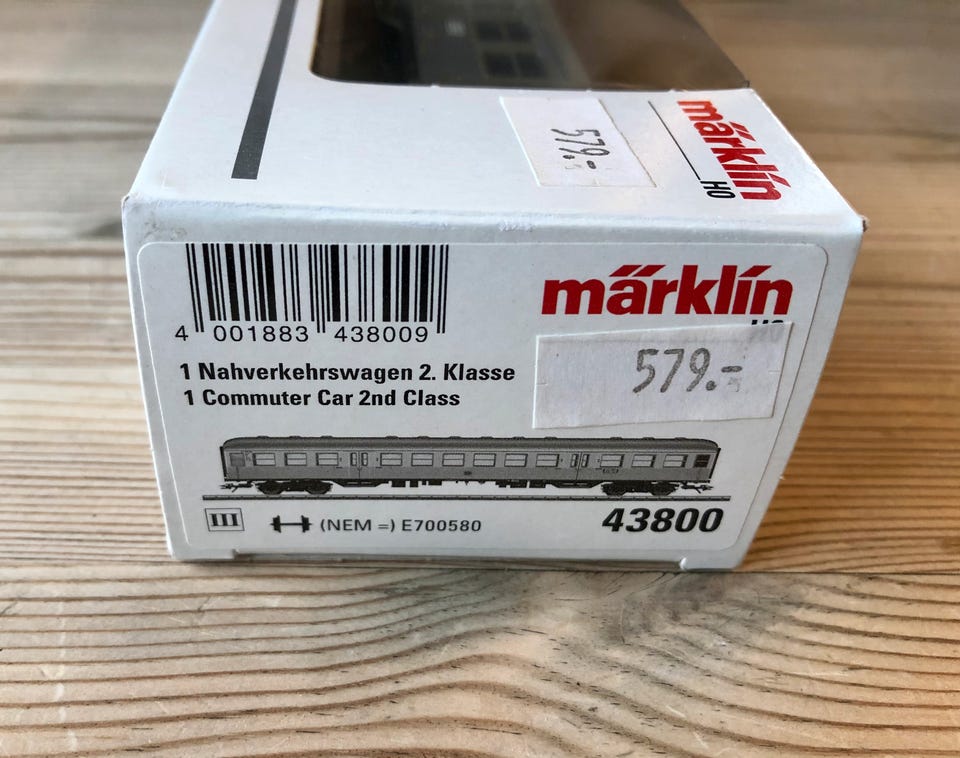 579.-
märklin
H0
4 001883 438009
märklin
1 Nahverkehrswagen 2. Klasse
1 Commuter Car 2nd Class
579.-
III
(NEM =) E700580
43800